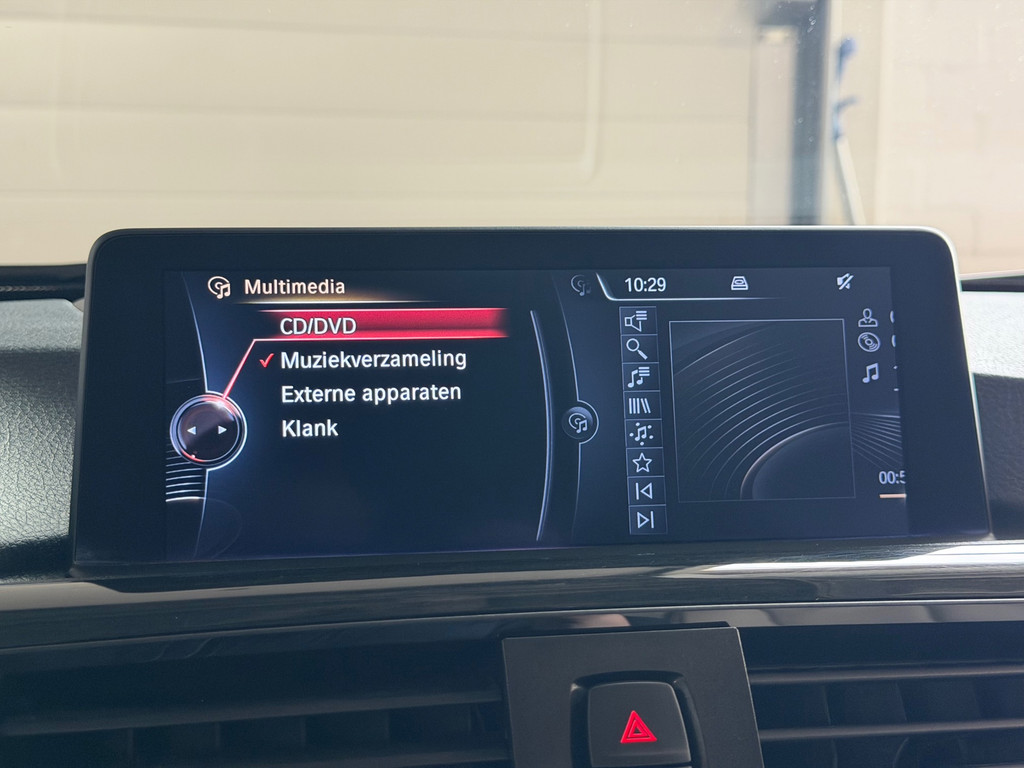 Multimedia
10:29
CD/DVD
Muziekverzameling
Externe apparaten
Klank